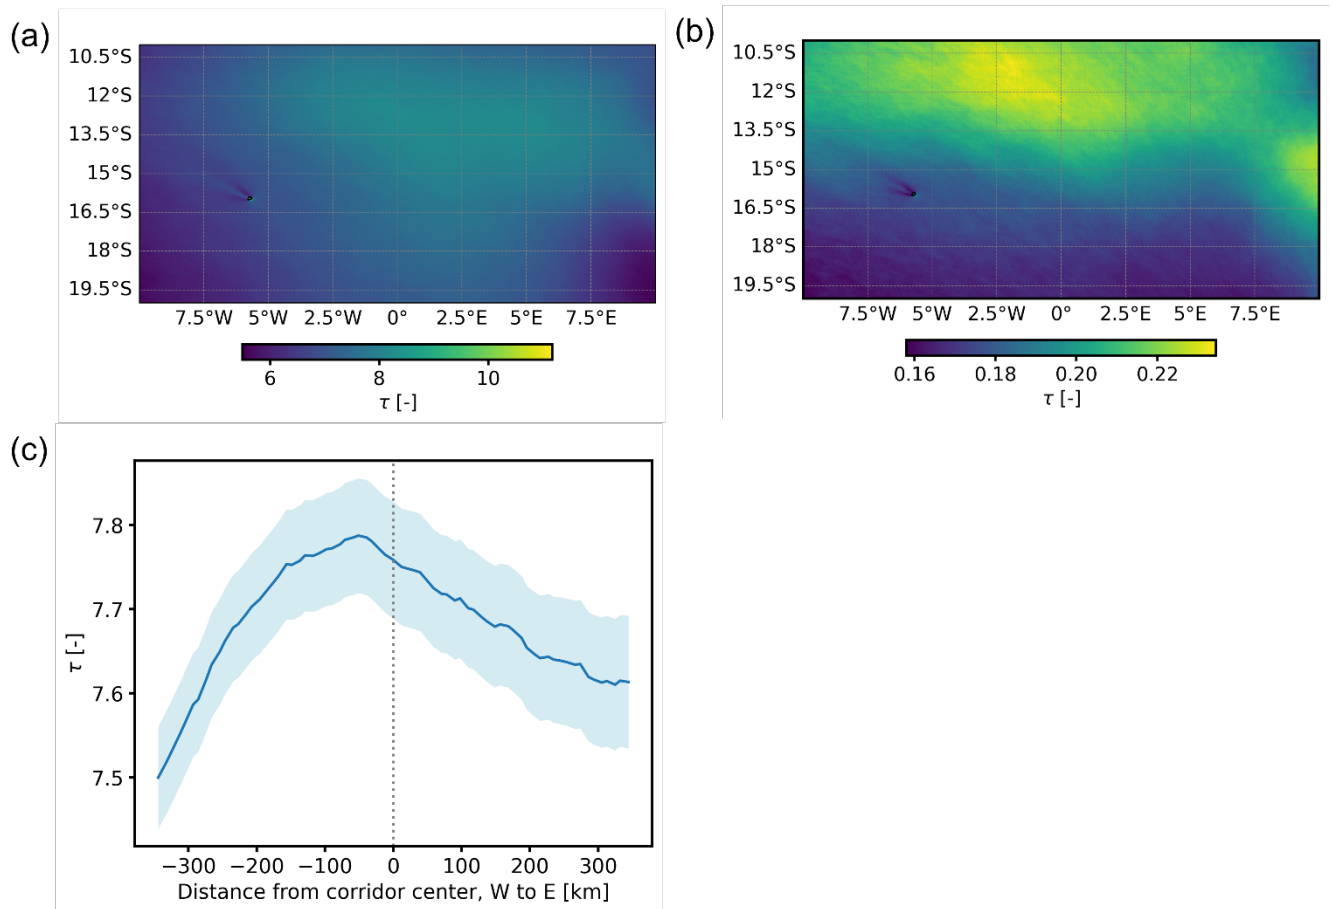 (a)
10.5°S
12°S
13.5°S
15°S
16.5°S
18°S
19.5°S
7.5°W 5°W 2.5°W 0° 2.5°E 5°E 7.5°E
6 8 10
τ [-]
(b)
10.5°S
12°S
13.5°S
15°S
16.5°S
18°S
19.5°S
7.5°W 5°W 2.5°W 0° 2.5°E 5°E 7.5°E
0.16 0.18 0.20 0.22
τ [-]
(c)
τ [-]
7.8
7.7
7.6
7.5
−300 −200 −100 0 100 200 300
Distance from corridor center, W to E [km]